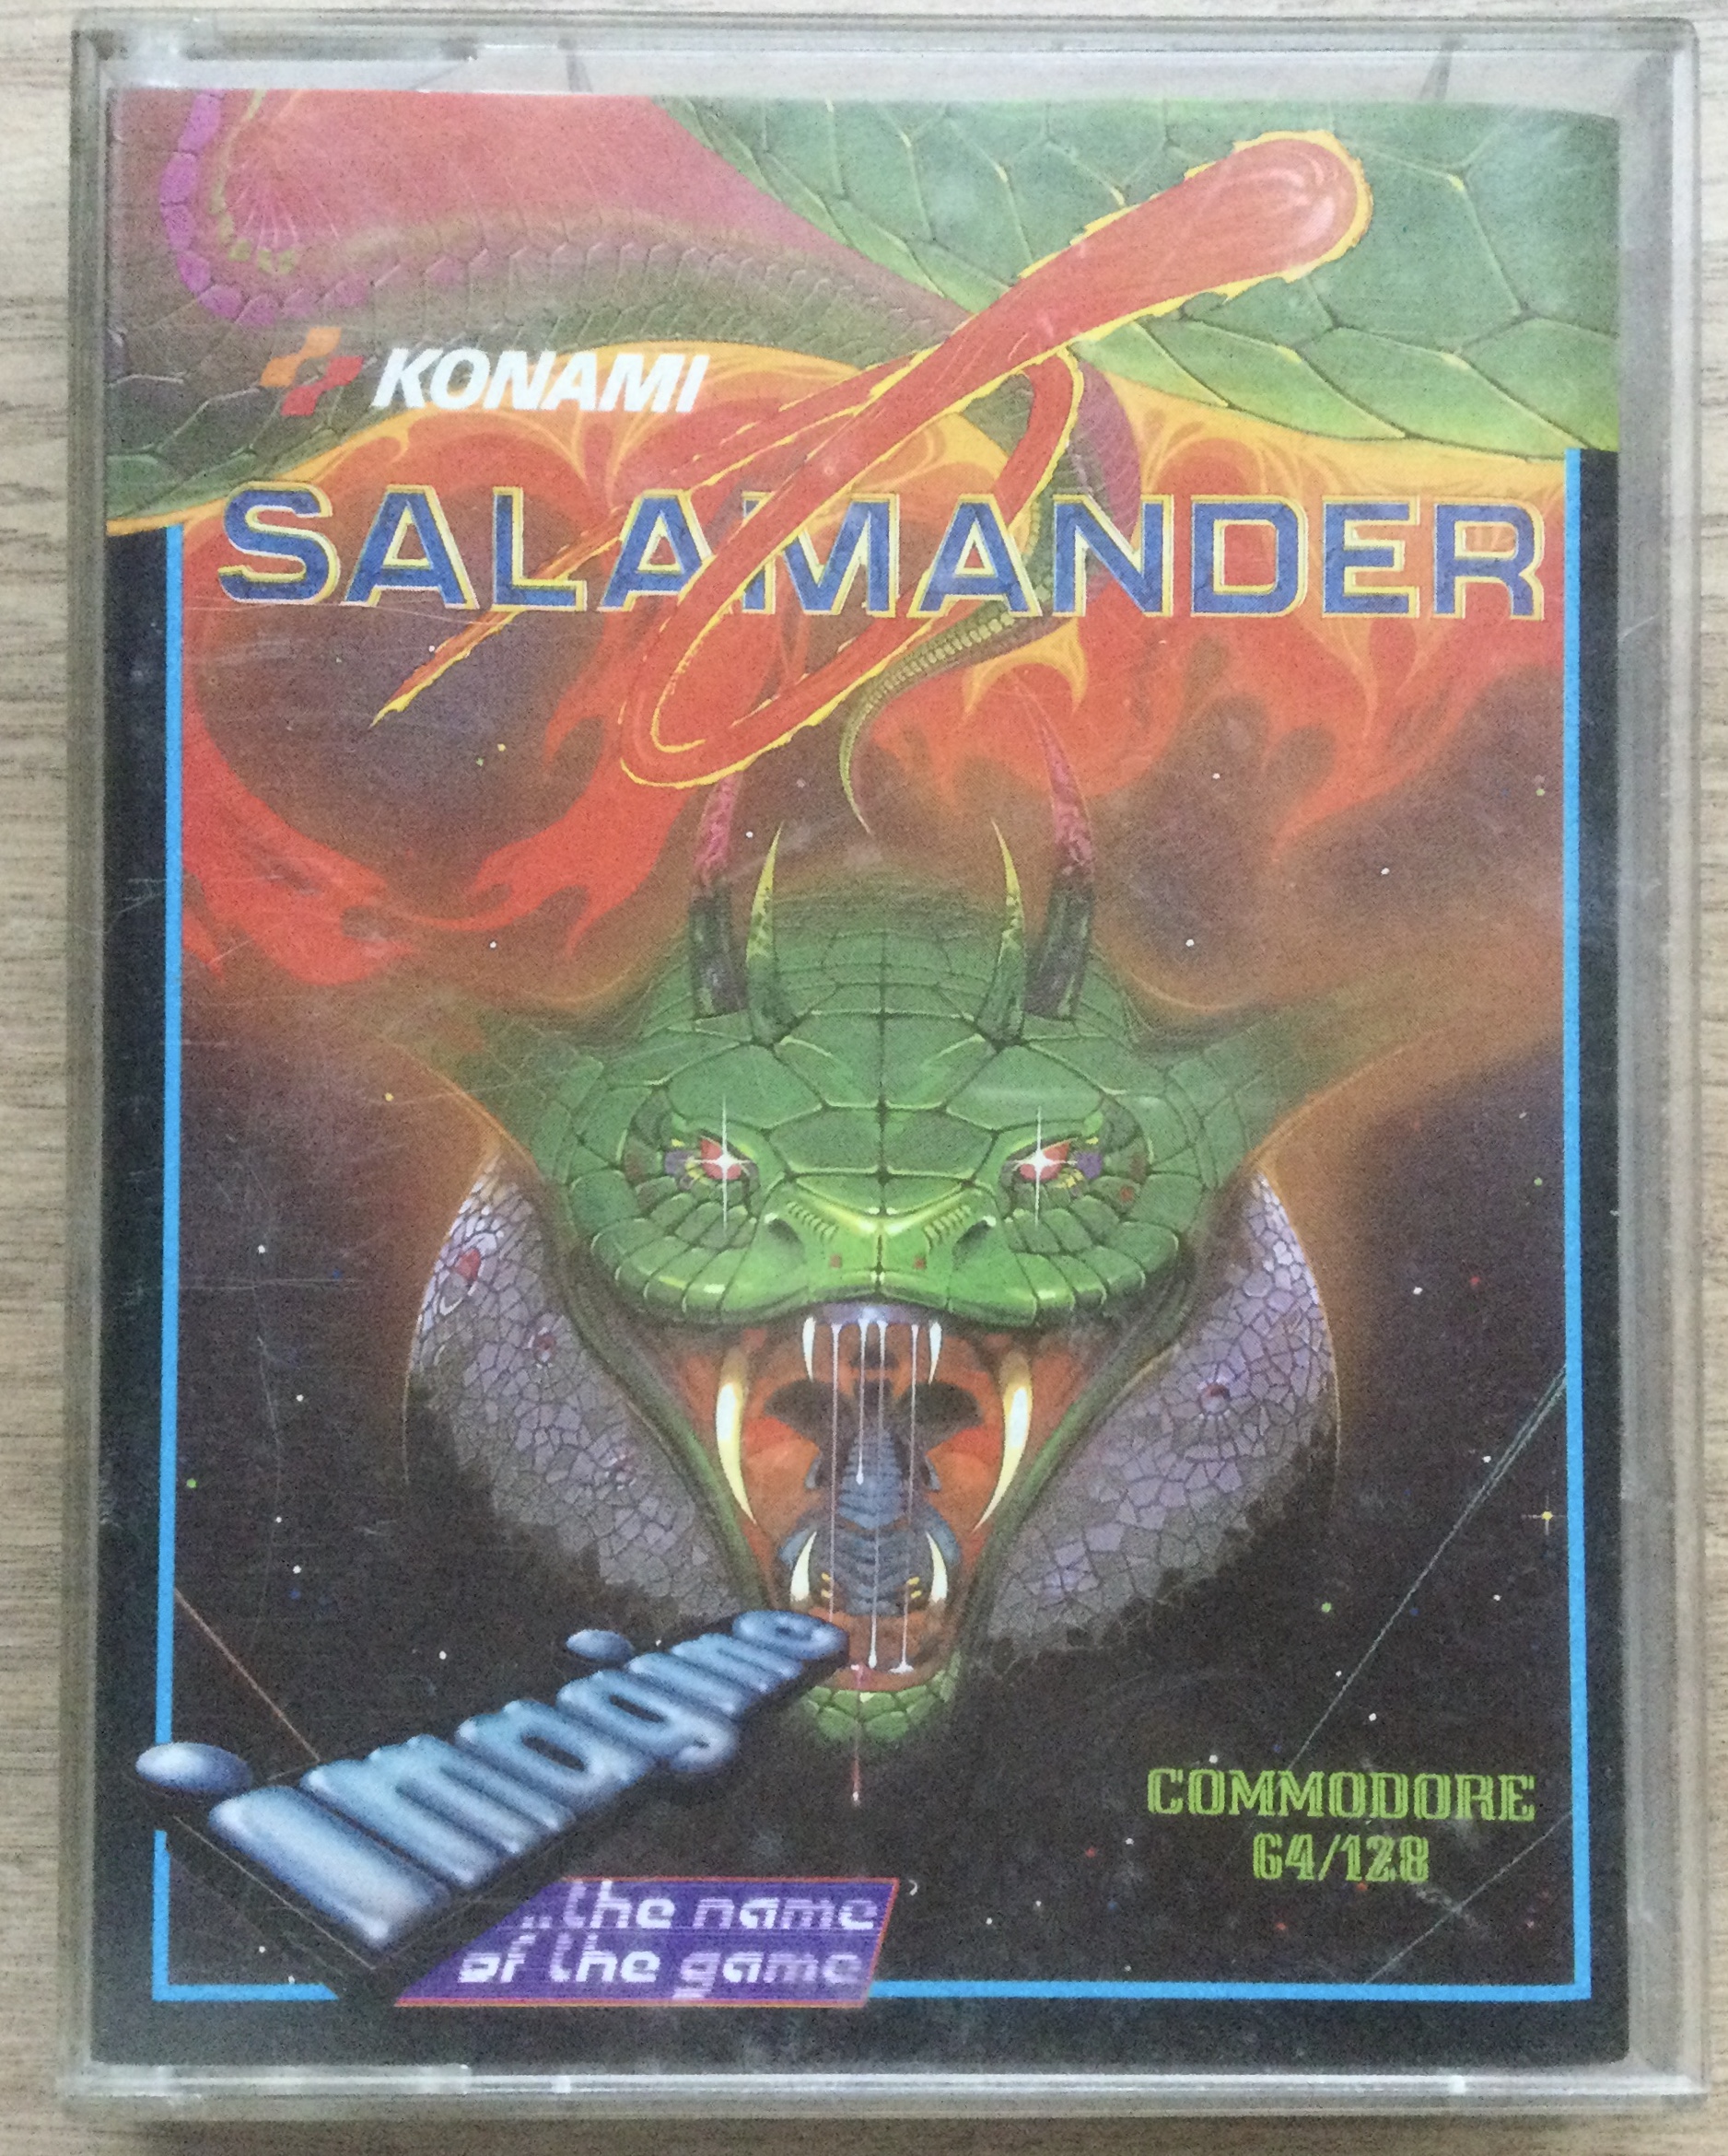 KONAMI
SALAMANDER
imagine
...the name
of the game
COMMODORE
64/128